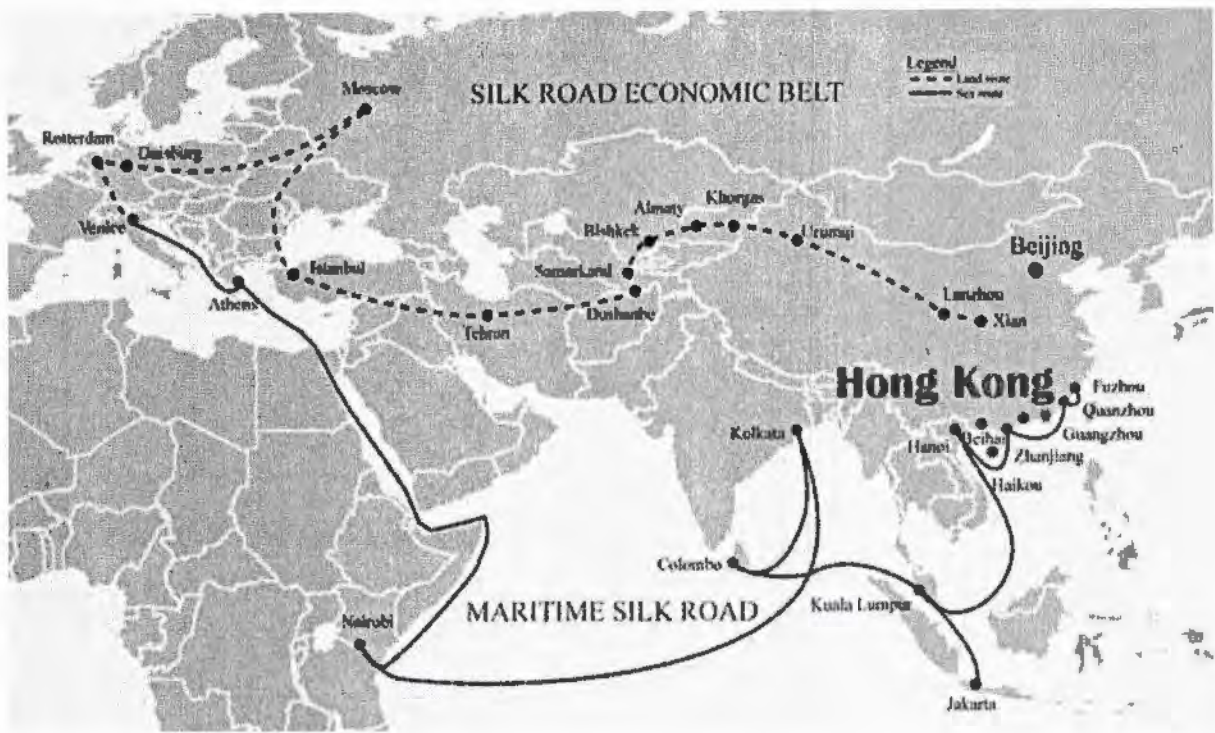 Legend
Land route
Sea route
SILK ROAD ECONOMIC BELT
Moscow
Rotterdam
Duisburg
Venice
Istanbul
Athens
Tehran
Samarkand
Dushanbe
Bishkek
Almaty
Khorgas
Urumqi
Beijing
Lanzhou
Xian
Hong Kong
Fuzhou
Quanzhou
Guangzhou
Zhanjiang
Haikou
Beihai
Hanoi
Kolkata
Colombo
Kuala Lumpur
MARITIME SILK ROAD
Nairobi
Jakarta